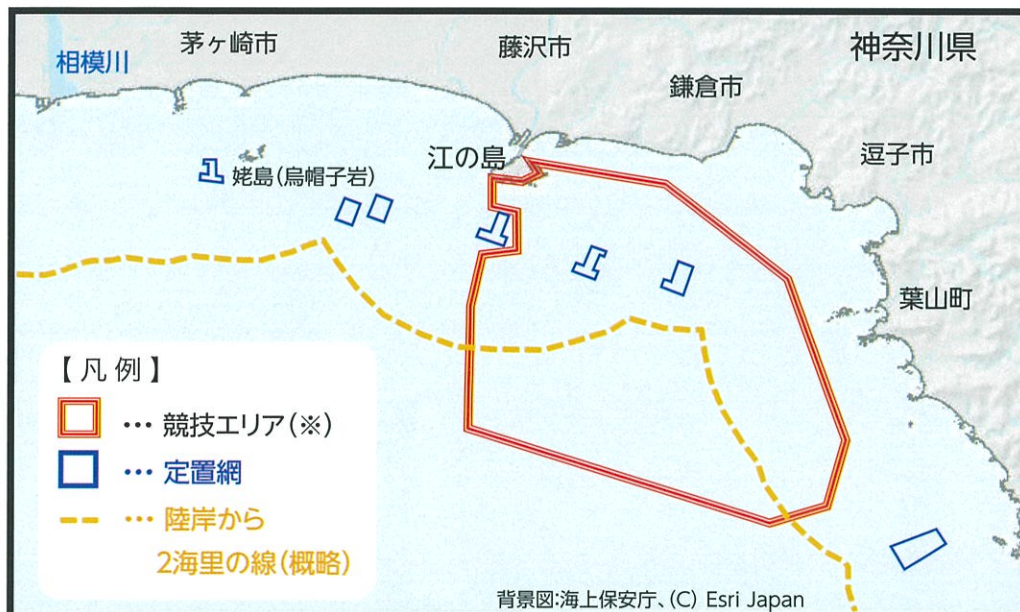 相模川
茅ヶ崎市
藤沢市
神奈川県
鎌倉市
江の島
逗子市
姥島(烏帽子岩)
葉山町
【凡例】
… 競技エリア(※)
… 定置網
… 陸岸から
2海里の線(概略)
背景図:海上保安庁、(C) Esri Japan